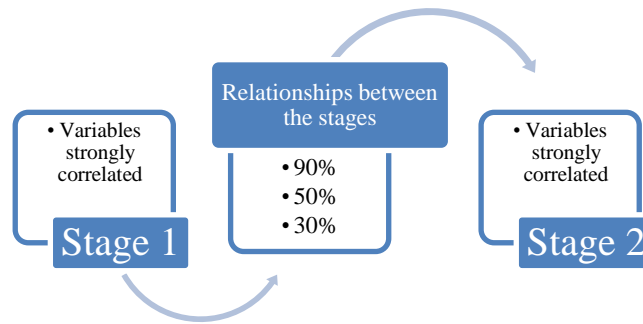 • Variables
strongly
correlated
Stage 1
Relationships between
the stages
• 90%
• 50%
• 30%
• Variables
strongly
correlated
Stage 2